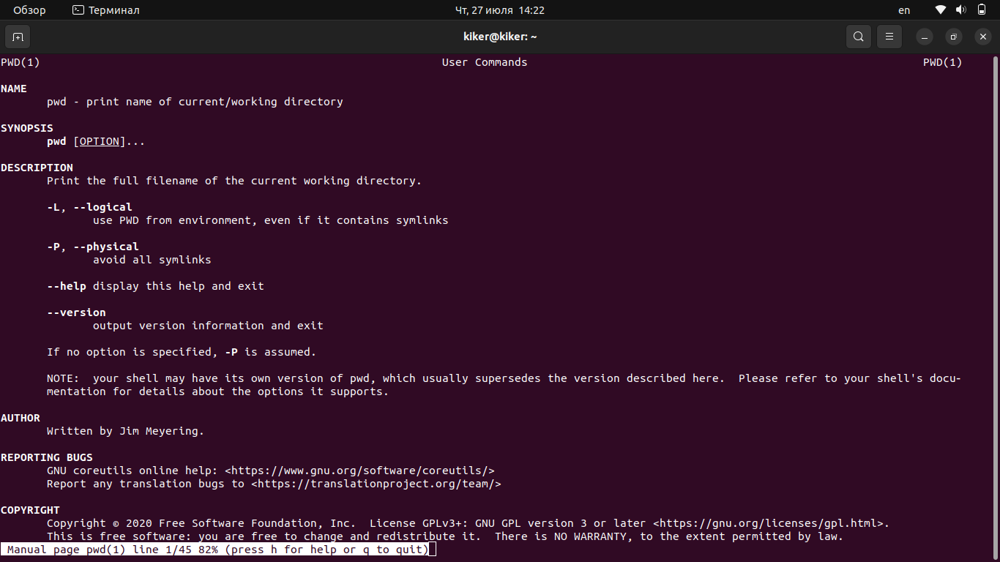 Обзор Терминал Чт, 27 июля 14:22 en
kiker@kiker: ~
PWD(1) User Commands PWD(1)
NAME
pwd - print name of current/working directory
SYNOPSIS
pwd [OPTION]...
DESCRIPTION
Print the full filename of the current working directory.
-L, --logical
use PWD from environment, even if it contains symlinks
-P, --physical
avoid all symlinks
--help display this help and exit
--version
output version information and exit
If no option is specified, -P is assumed.
NOTE:  your shell may have its own version of pwd, which usually supersedes the version described here.  Please refer to your shell's docu-
mentation for details about the options it supports.
AUTHOR
Written by Jim Meyering.
REPORTING BUGS
GNU coreutils online help: <https://www.gnu.org/software/coreutils/>
Report any translation bugs to <https://translationproject.org/team/>
COPYRIGHT
Copyright © 2020 Free Software Foundation, Inc.  License GPLv3+: GNU GPL version 3 or later <https://gnu.org/licenses/gpl.html>.
This is free software: you are free to change and redistribute it.  There is NO WARRANTY, to the extent permitted by law.
Manual page pwd(1) line 1/45 82% (press h for help or q to quit)